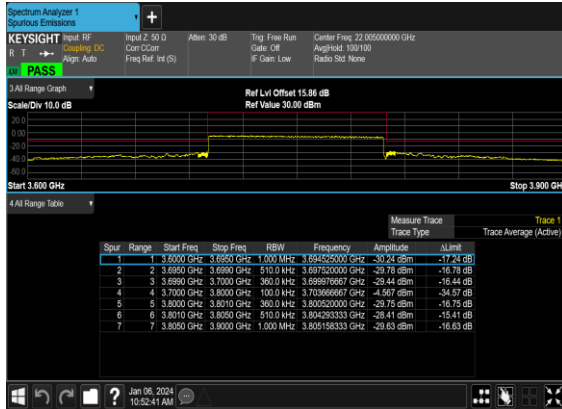 Spectrum Analyzer 1
Spurious Emissions
KEYSIGHT Input: RF Input Z: 50 Ω Atten: 30 dB Trig: Free Run Center Freq: 22.005000000 GHz
R T Coupling: DC Corr CCorr Gate: Off Avg|Hold: 100/100
Align: Auto Freq Ref: Int (S) IF Gain: Low Radio Std: None
PASS
3 All Range Graph
Ref Lvl Offset 15.86 dB
Scale/Div 10.0 dB Ref Value 30.00 dBm
20.0
0.00
-20.0
-40.0
-60.0
Start 3.600 GHz Stop 3.900 GHz
4 All Range Table
Measure Trace Trace 1
Trace Type Trace Average (Active)
Spur Range Start Freq Stop Freq RBW Frequency Amplitude ΔLimit
1 1 3.6000 GHz 3.6950 GHz 1.000 MHz 3.694525000 GHz -30.24 dBm -17.24 dB
2 2 3.6950 GHz 3.6990 GHz 510.0 kHz 3.697520000 GHz -29.78 dBm -16.78 dB
3 3 3.6990 GHz 3.7000 GHz 360.0 kHz 3.699976667 GHz -29.44 dBm -16.44 dB
4 4 3.7000 GHz 3.8000 GHz 100.0 kHz 3.703666667 GHz -4.567 dBm -34.57 dB
5 5 3.8000 GHz 3.8010 GHz 360.0 kHz 3.800520000 GHz -29.75 dBm -16.75 dB
6 6 3.8010 GHz 3.8050 GHz 510.0 kHz 3.804293333 GHz -28.41 dBm -15.41 dB
7 7 3.8050 GHz 3.9000 GHz 1.000 MHz 3.805158333 GHz -29.63 dBm -16.63 dB
Jan 06, 2024
10:52:41 AM